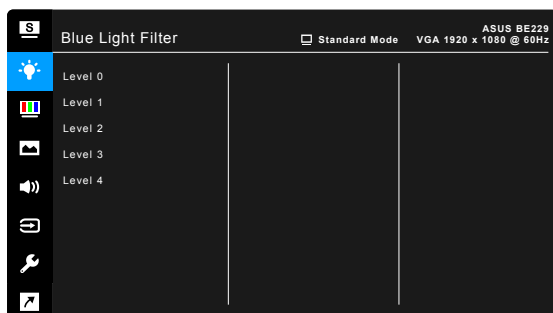 S
ASUS BE229
Blue Light Filter
Standard Mode
VGA 1920 x 1080 @ 60Hz
Level 0
Level 1
Level 2
Level 3
Level 4